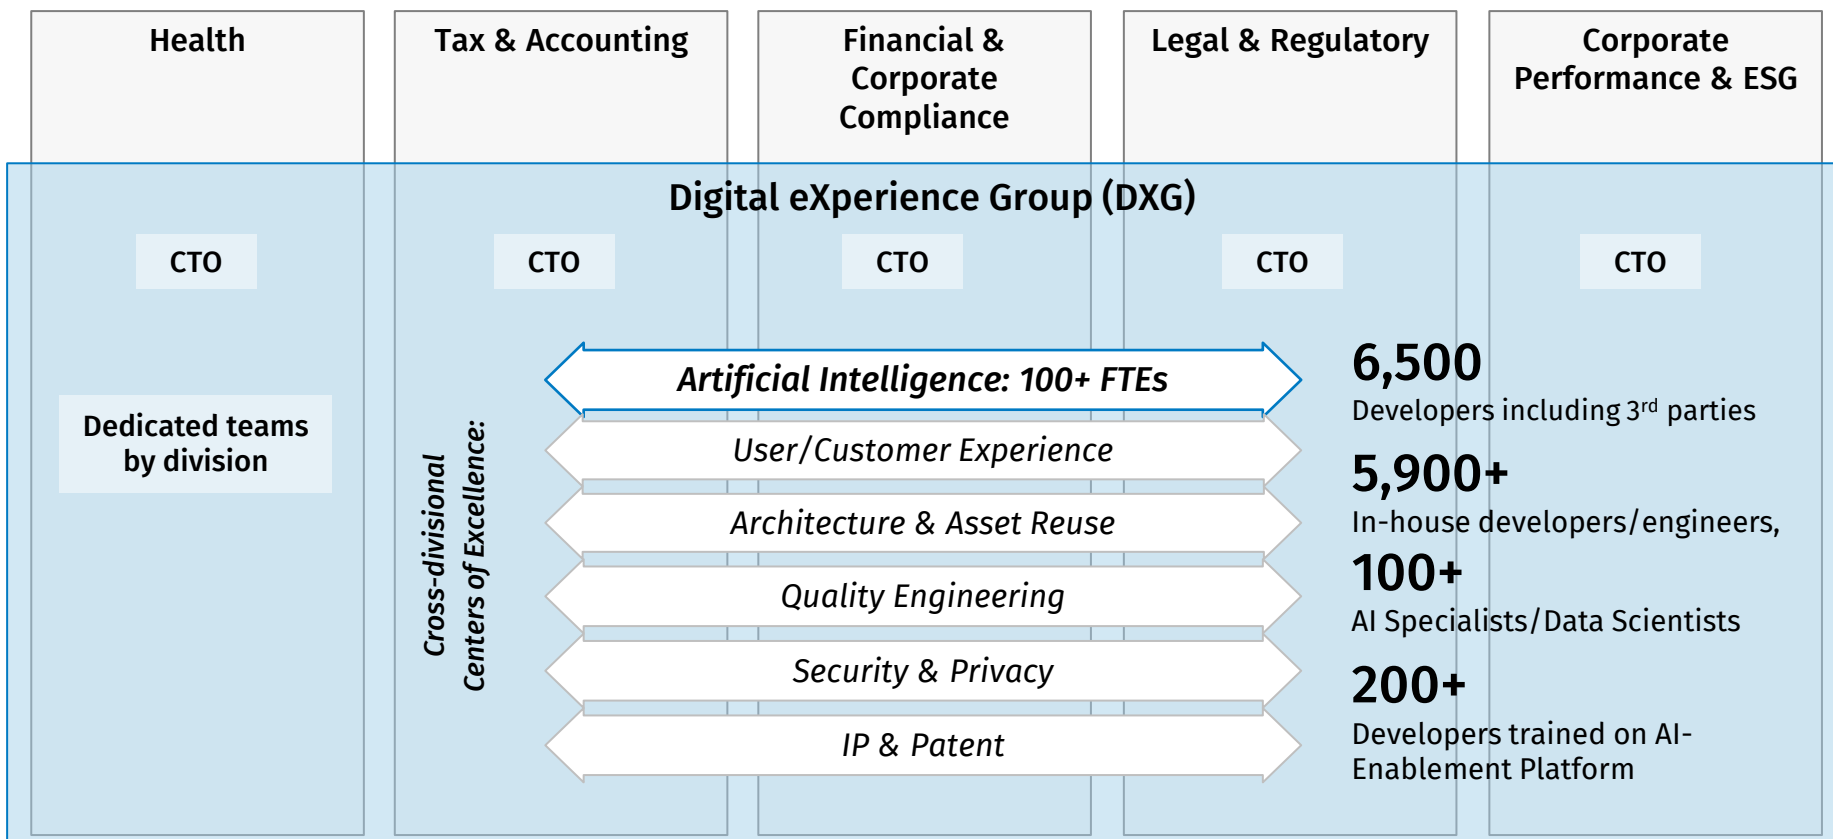 Health
Tax & Accounting
Financial &
Corporate
Compliance
Legal & Regulatory
Corporate
Performance & ESG
Digital eXperience Group (DXG)
CTO
CTO
CTO
CTO
CTO
Dedicated teams
by division
Cross-divisional
Centers of Excellence:
Artificial Intelligence: 100+ FTEs
User/Customer Experience
Architecture & Asset Reuse
Quality Engineering
Security & Privacy
IP & Patent
6,500
Developers including 3rd parties
5,900+
In-house developers/engineers,
100+
AI Specialists/Data Scientists
200+
Developers trained on AI-
Enablement Platform